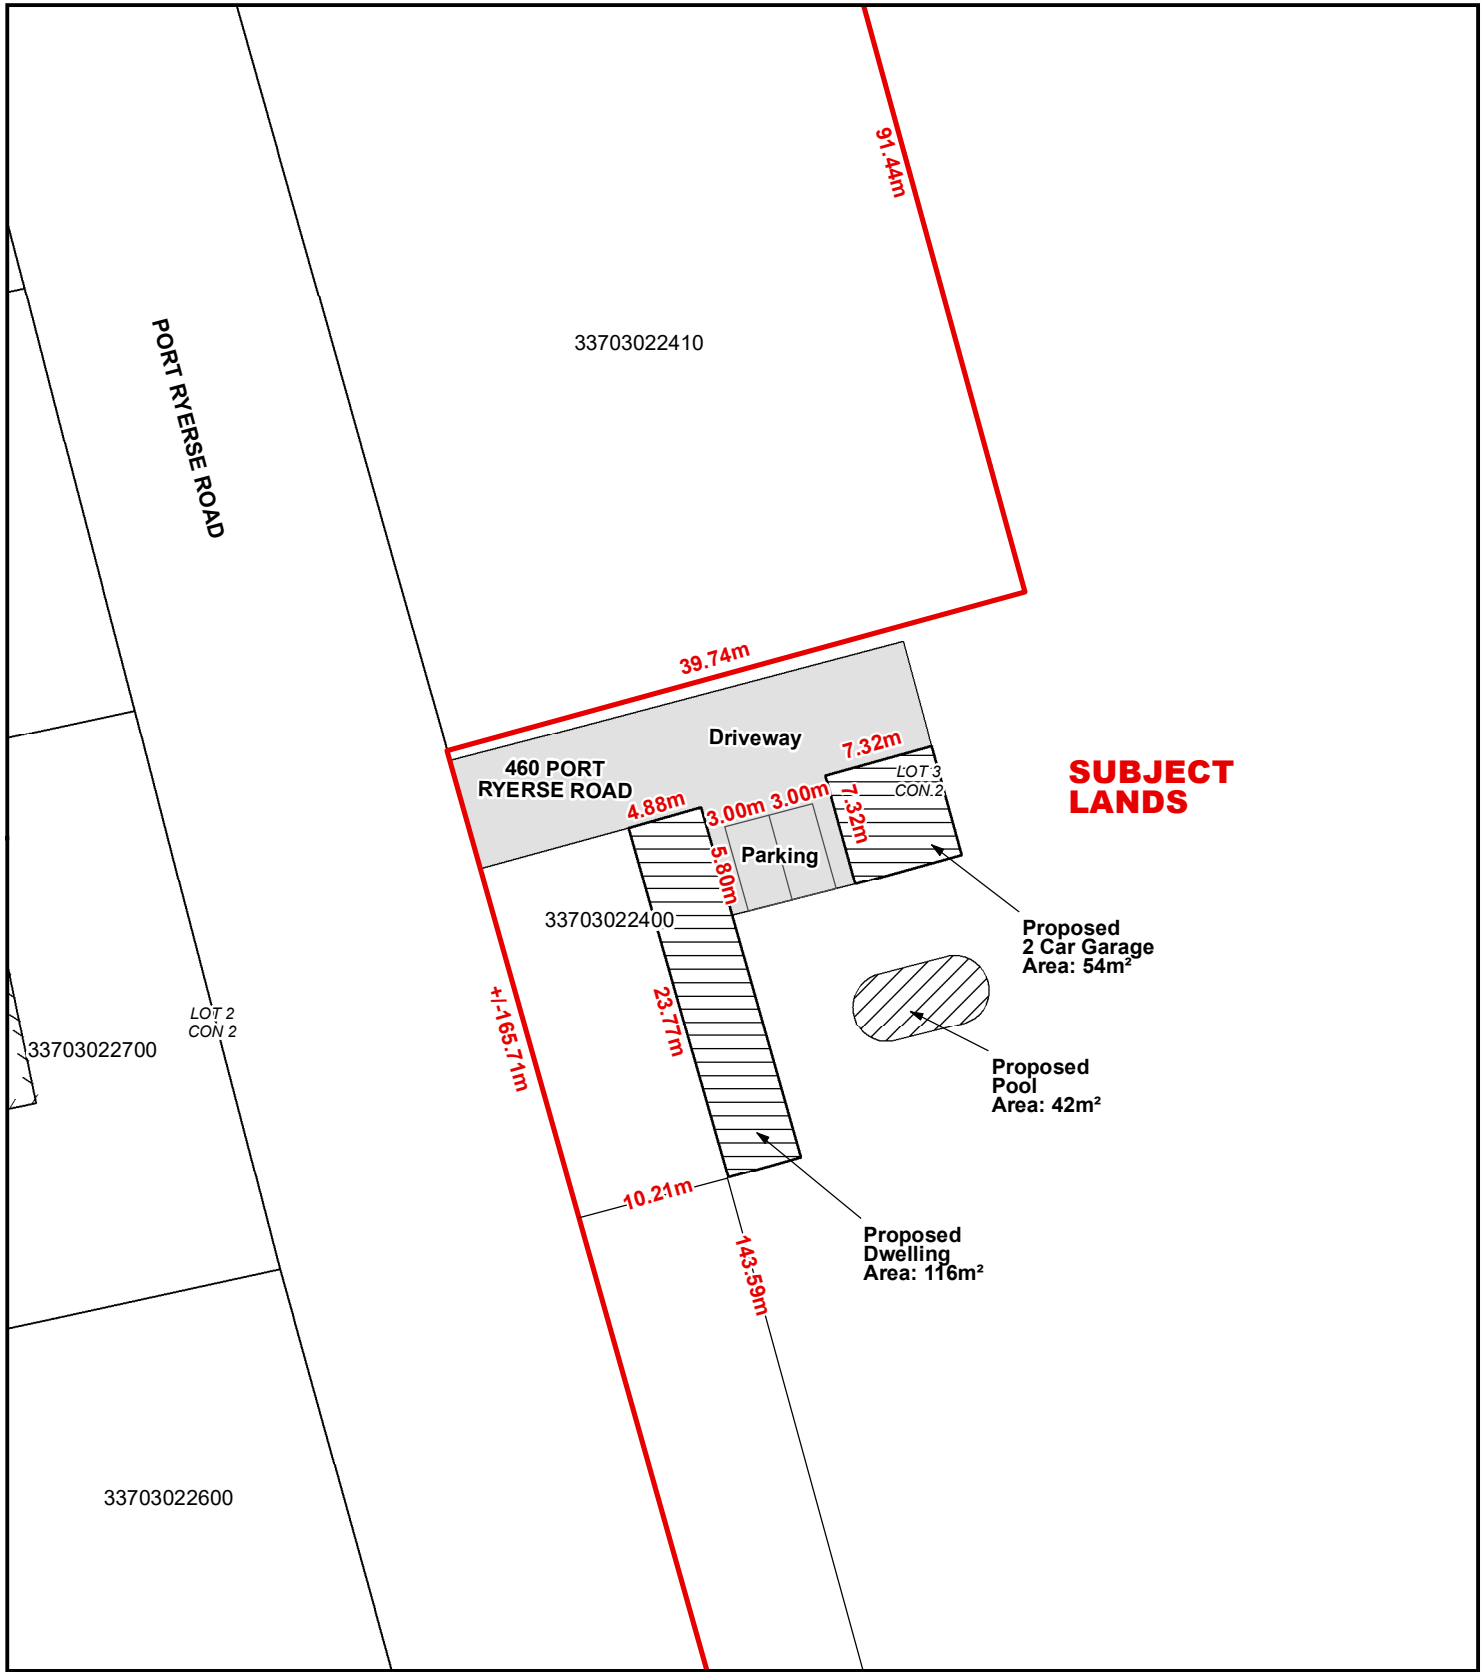 91.44m
33703022410
PORT RYERSE ROAD
39.74m
Driveway
7.32m
460 PORT
RYERSE ROAD
LOT 3
CON 2
SUBJECT
LANDS
4.88m
3.00m
3.00m
7.32m
5.80m
Parking
33703022400
Proposed
2 Car Garage
Area: 54m²
23.77m
+/-165.71m
LOT 2
CON 2
33703022700
Proposed
Pool
Area: 42m²
10.21m
143.59m
Proposed
Dwelling
Area: 116m²
33703022600